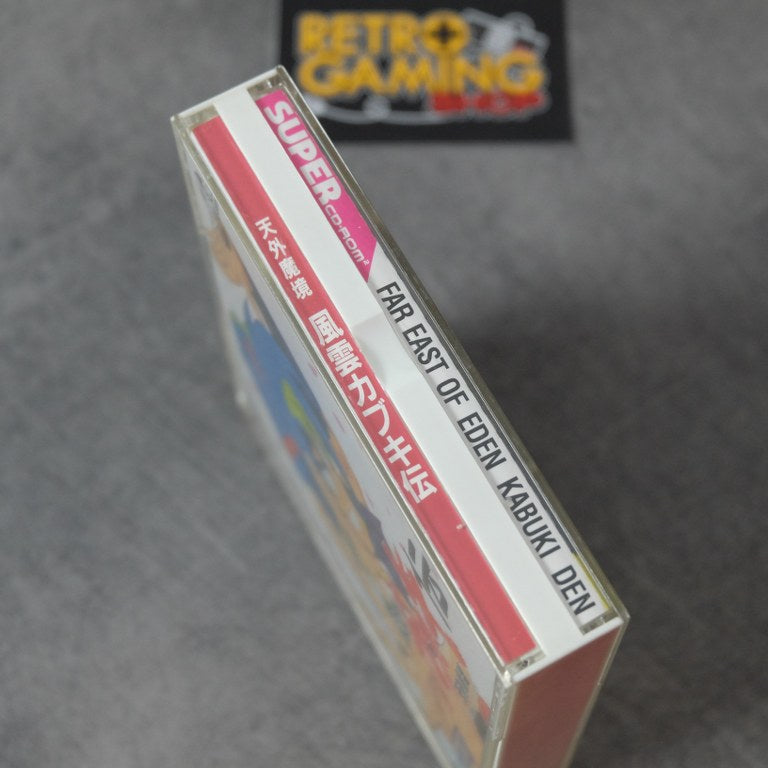 RETRO
GAMING
SUPER
CD-ROM²
FAR EAST OF EDEN KABUKI DEN
天外魔境
風雲カブキ伝